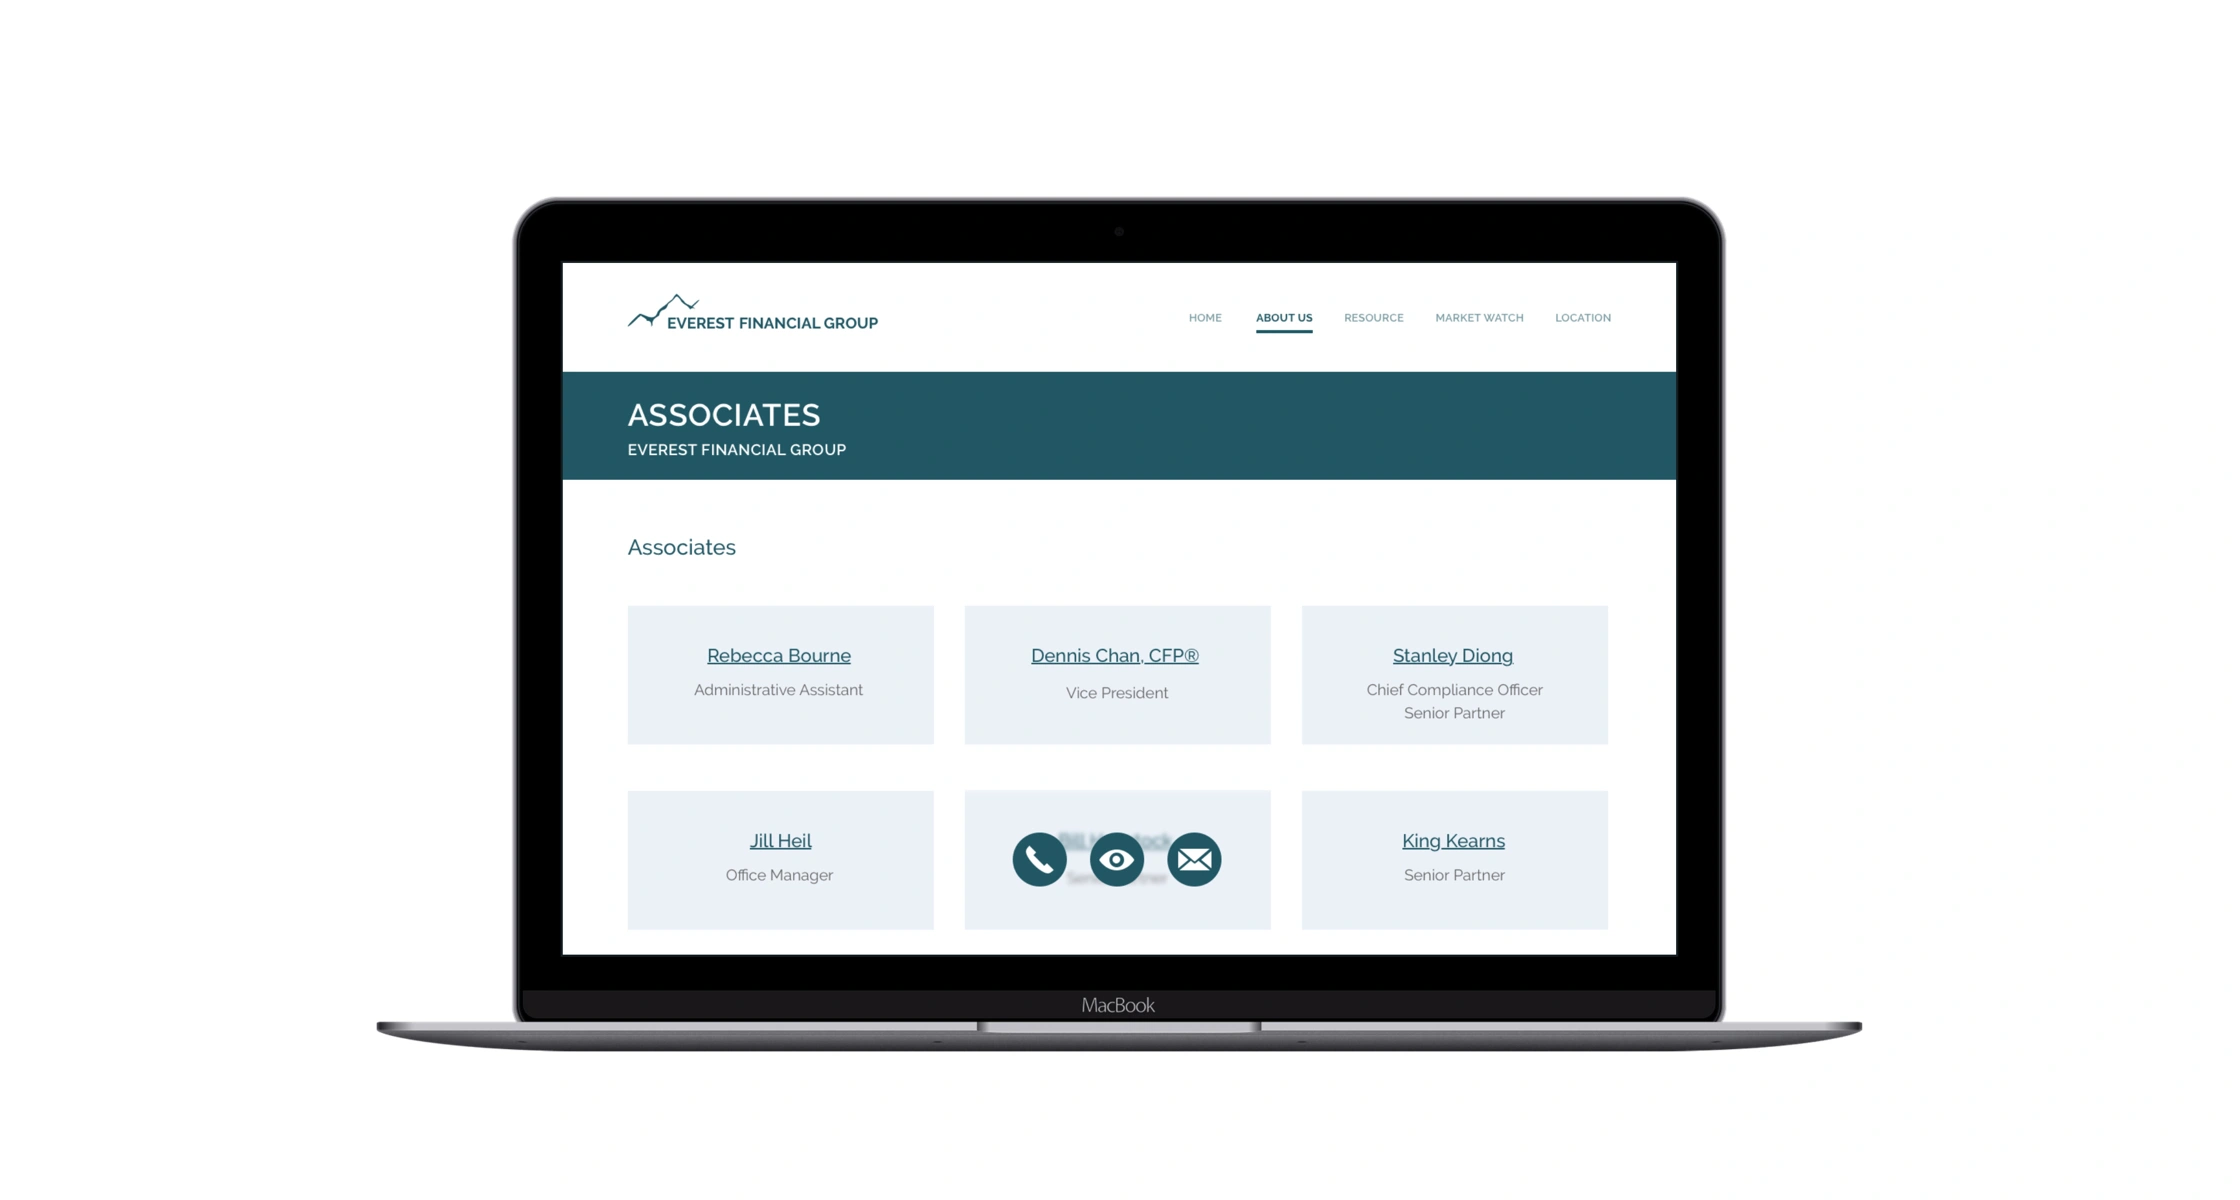 EVEREST FINANCIAL GROUP
HOME ABOUT US RESOURCE MARKET WATCH LOCATION
ASSOCIATES
EVEREST FINANCIAL GROUP
Associates
Rebecca Bourne
Administrative Assistant
Dennis Chan, CFP®
Vice President
Stanley Diong
Chief Compliance Officer
Senior Partner
Jill Heil
Office Manager
King Kearns
Senior Partner
MacBook